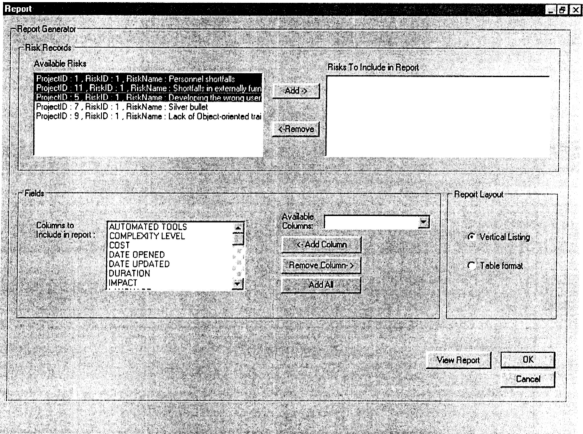 Report
Report Generator
Risk Records
Available Risks
ProjectID : 1 , RiskID : 1 , RiskName : Personnel shortfalls
ProjectID : 11 , RiskID : 1 , RiskName : Shortfalls in externally furn
ProjectID : 5 , RiskID : 1 , RiskName : Developing the wrong user
ProjectID : 7 , RiskID : 1 , RiskName : Silver bullet
ProjectID : 9 , RiskID : 1 , RiskName : Lack of Object-oriented trai
Add ->
<-Remove
Risks To Include in Report
Fields
Columns to
Include in report :
AUTOMATED TOOLS
COMPLEXITY LEVEL
COST
DATE OPENED
DATE UPDATED
DURATION
IMPACT
Available
Columns:
<- Add Column
Remove Column->
Add All
Report Layout
Vertical Listing
Table format
View Report
OK
Cancel